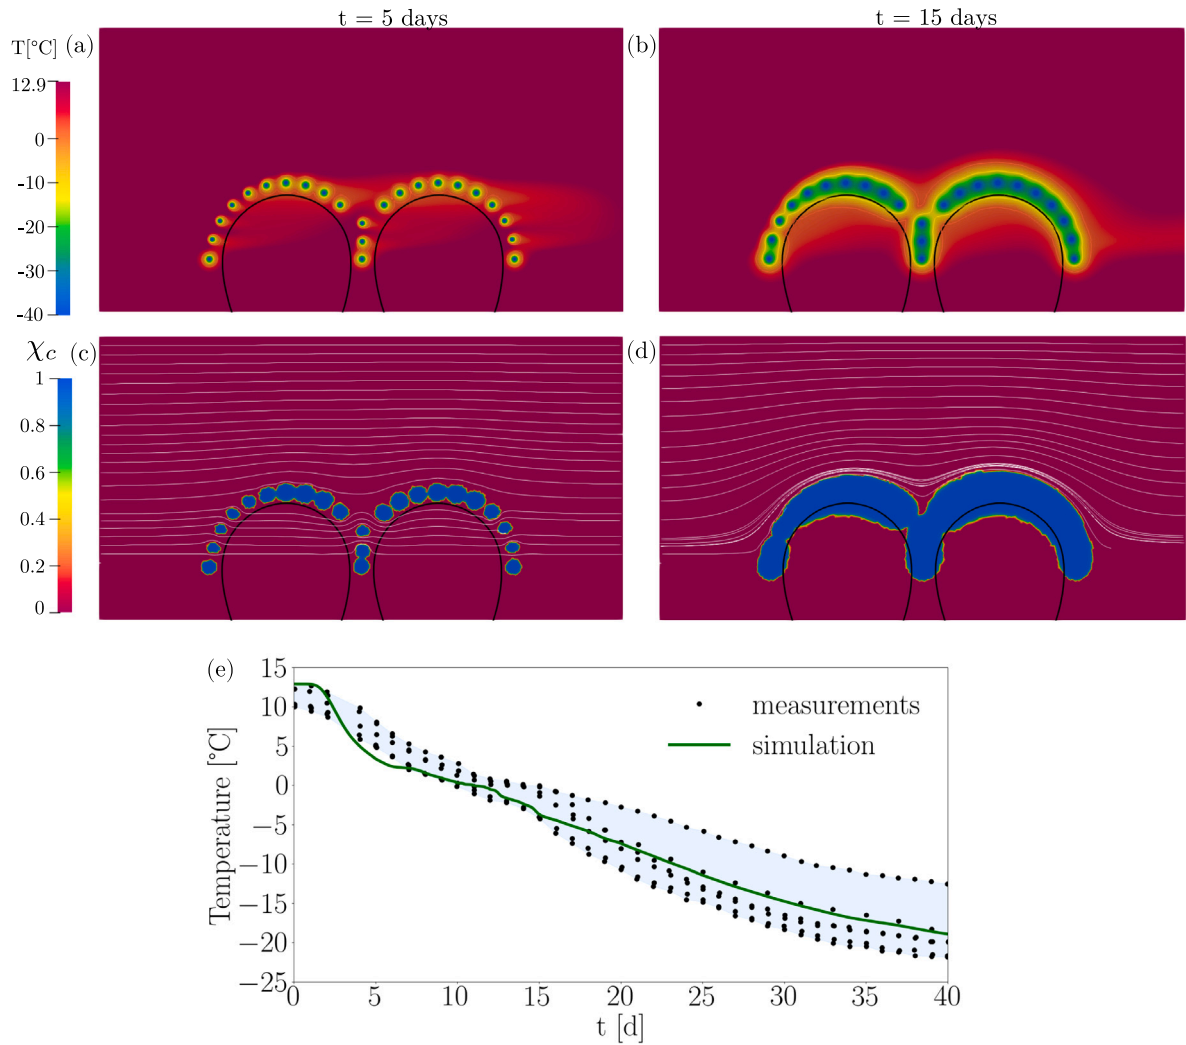 t = 5 days
t = 15 days
T[°C] (a)
(b)
12.9
0
-10
-20
-30
-40
χc (c)
(d)
1
0.8
0.6
0.4
0.2
0
(e)
15
10
5
0
−5
−10
−15
−20
−25
Temperature [°C]
measurements
simulation
0 5 10 15 20 25 30 35 40
t [d]